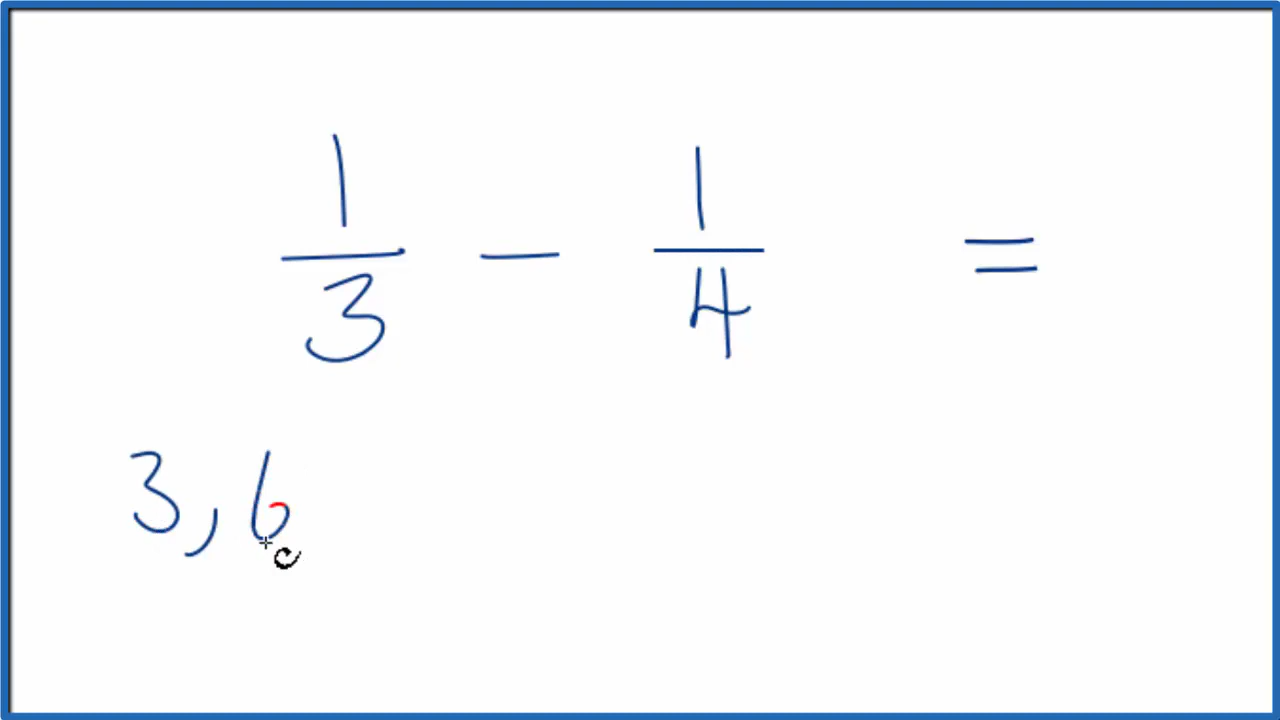 1/3 − 1/4 =
3, 6